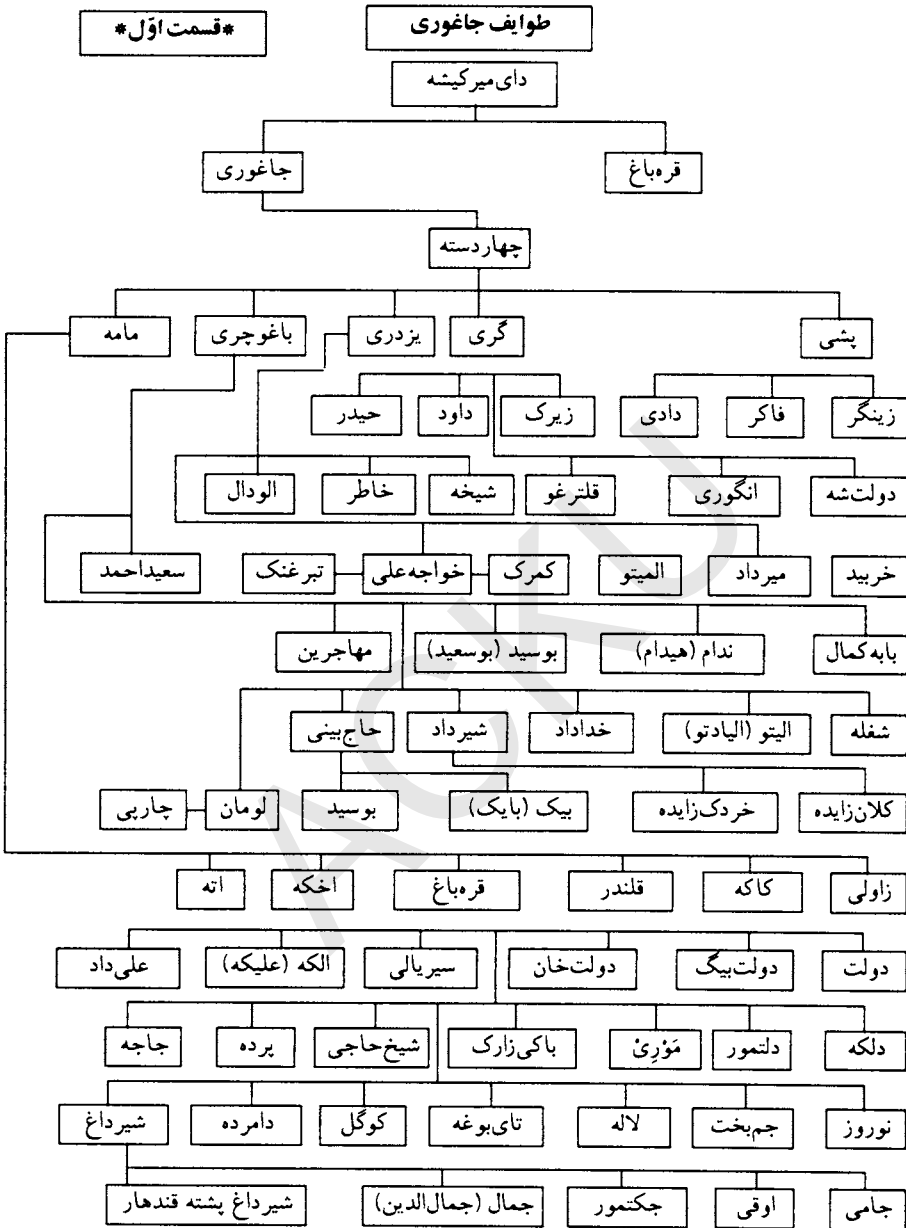 طوایف جاغوری
*قسمت اوّل*
دای‌میرکیشه
قره‌باغ جاغوری
چهاردسته
پشی گری یزدری باغوچری مامه
زینگر فاکر دادی زیرک داود حیدر
دولت‌شه انگوری قلترغو شیخه خاطر الودال
خربید میرداد المیتو کمرک خواجه‌علی تبرغنک سعیداحمد
بابه‌کمال ندام (هیدام) بوسید (بوسعید) مهاجرین
شفله الیتو (الیادتو) خداداد شیرداد حاج‌بینی
کلان‌زایده خردک‌زایده بیک (بایک) بوسید لومان چارپی
زاولی کاکه قلندر قره‌باغ اخکه اته
دولت دولت‌بیگ دولت‌خان سیریالی الکه (علیکه) علی‌داد
دلکه دلتمور مَوْرِیْ باکی‌زارک شیخ‌حاجی پرده جاجه
نوروز جم‌بخت لاله تای‌بوغه کوگل دامرده شیرداغ
جامی اوقی جکتمور جمال (جمال‌الدین) شیرداغ پشته قندهار
ACKU